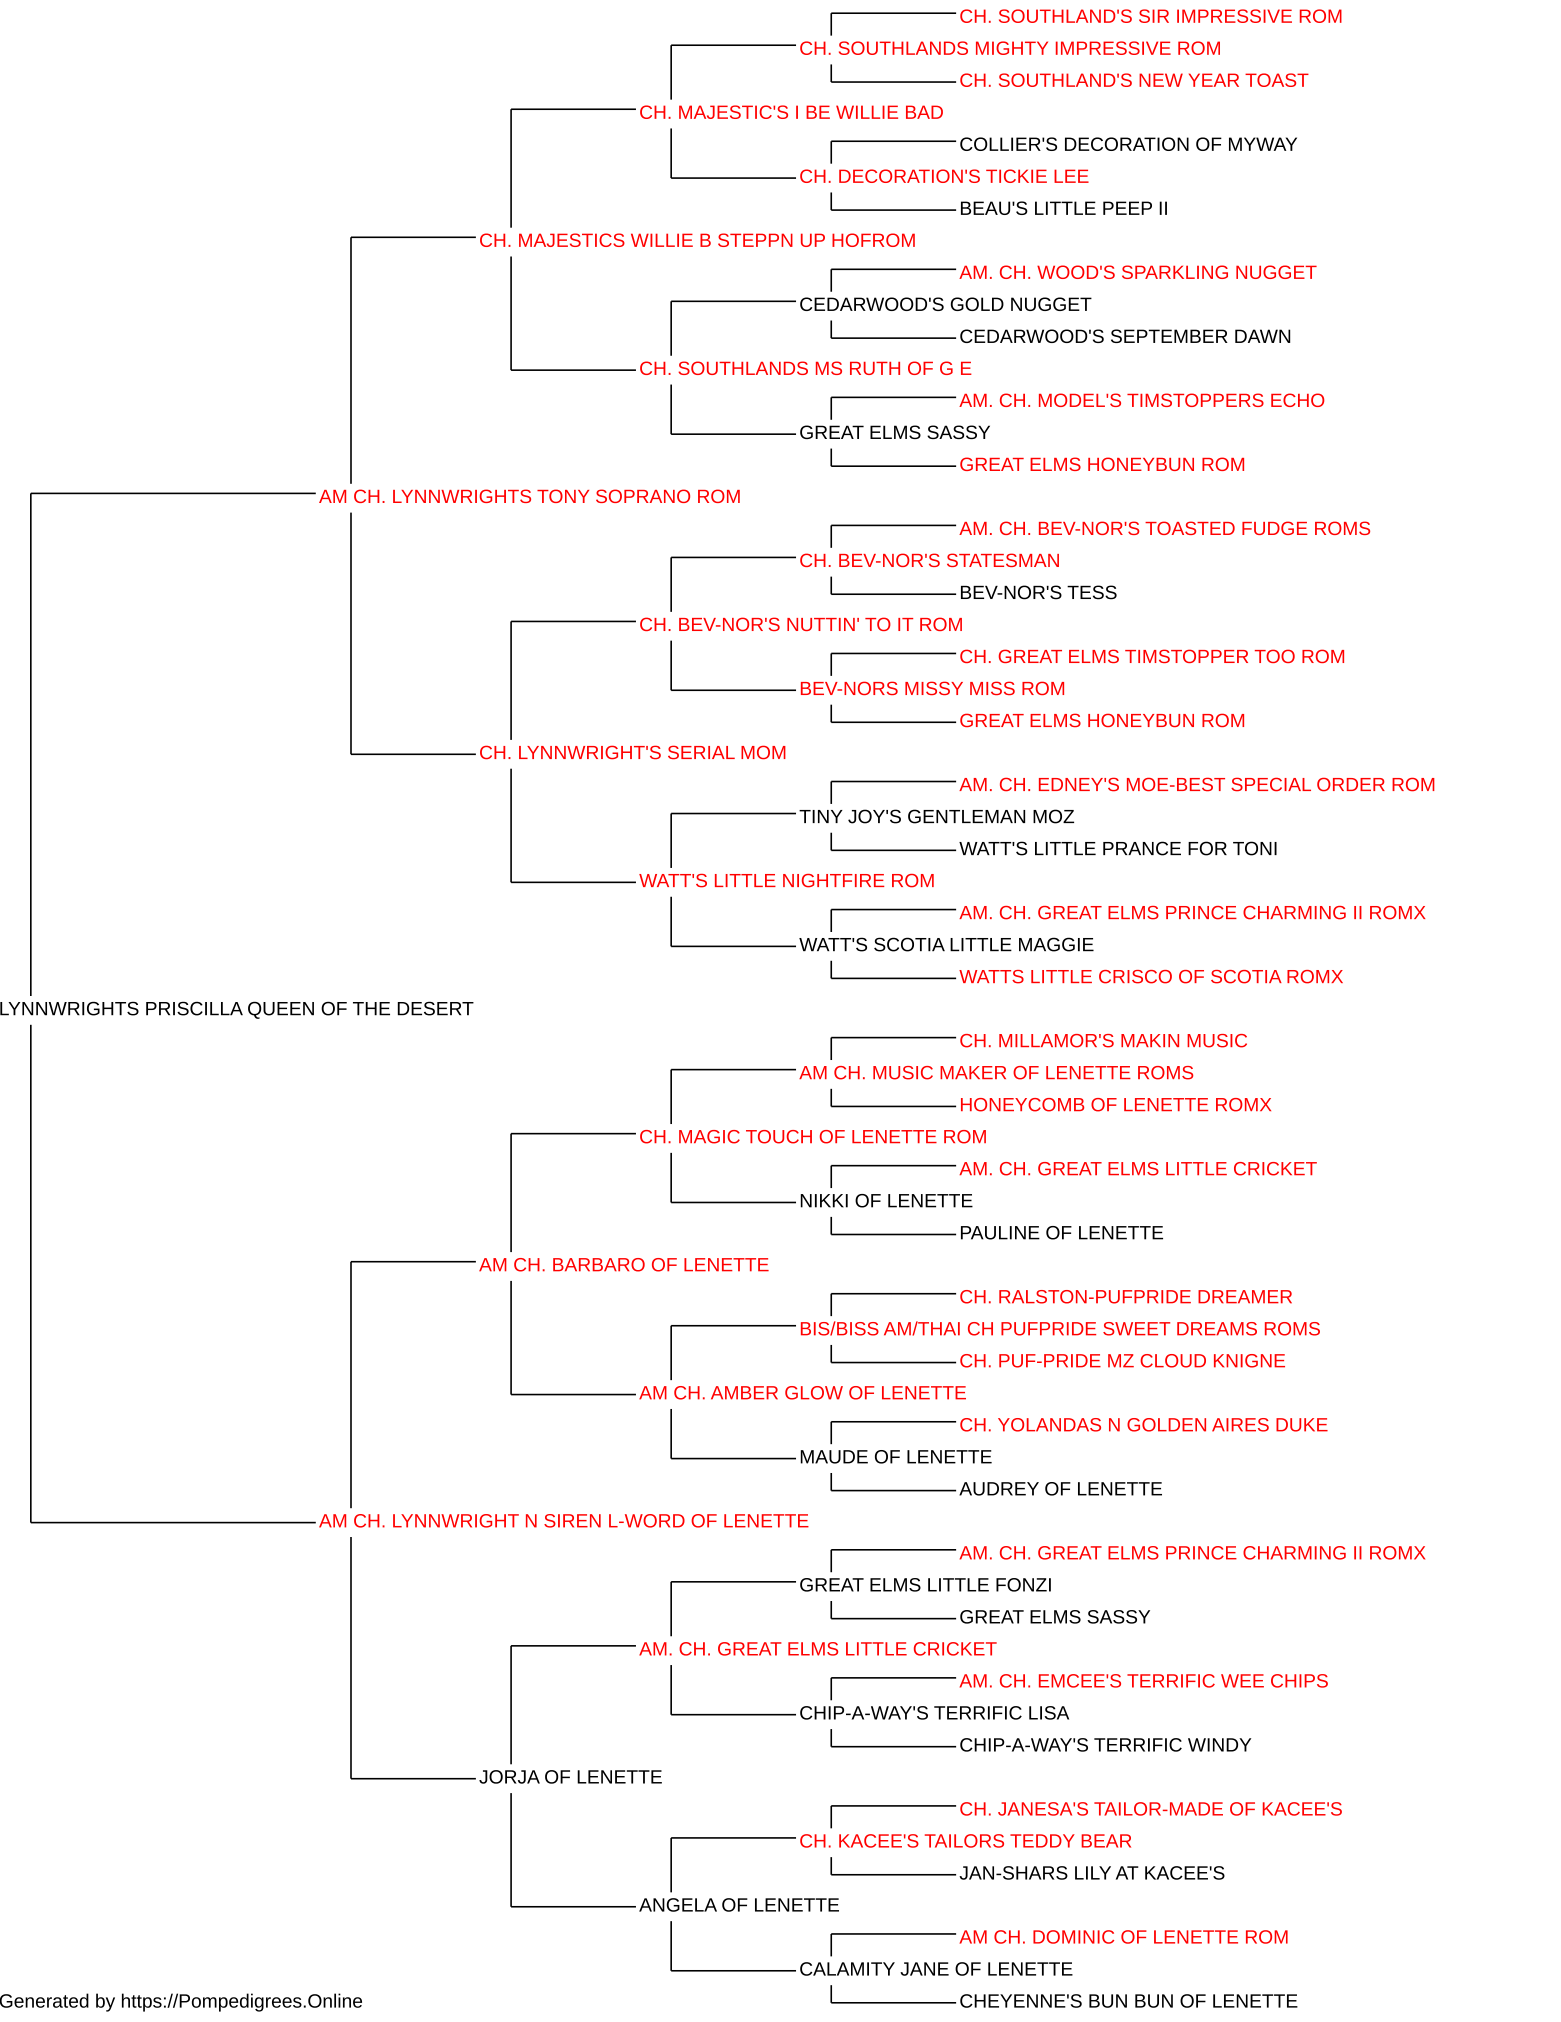 CH. SOUTHLAND'S SIR IMPRESSIVE ROM
CH. SOUTHLANDS MIGHTY IMPRESSIVE ROM
CH. SOUTHLAND'S NEW YEAR TOAST
CH. MAJESTIC'S I BE WILLIE BAD
COLLIER'S DECORATION OF MYWAY
CH. DECORATION'S TICKIE LEE
BEAU'S LITTLE PEEP II
CH. MAJESTICS WILLIE B STEPPN UP HOFROM
AM. CH. WOOD'S SPARKLING NUGGET
CEDARWOOD'S GOLD NUGGET
CEDARWOOD'S SEPTEMBER DAWN
CH. SOUTHLANDS MS RUTH OF G E
AM. CH. MODEL'S TIMSTOPPERS ECHO
GREAT ELMS SASSY
GREAT ELMS HONEYBUN ROM
AM CH. LYNNWRIGHTS TONY SOPRANO ROM
AM. CH. BEV-NOR'S TOASTED FUDGE ROMS
CH. BEV-NOR'S STATESMAN
BEV-NOR'S TESS
CH. BEV-NOR'S NUTTIN' TO IT ROM
CH. GREAT ELMS TIMSTOPPER TOO ROM
BEV-NORS MISSY MISS ROM
GREAT ELMS HONEYBUN ROM
CH. LYNNWRIGHT'S SERIAL MOM
AM. CH. EDNEY'S MOE-BEST SPECIAL ORDER ROM
TINY JOY'S GENTLEMAN MOZ
WATT'S LITTLE PRANCE FOR TONI
WATT'S LITTLE NIGHTFIRE ROM
AM. CH. GREAT ELMS PRINCE CHARMING II ROMX
WATT'S SCOTIA LITTLE MAGGIE
WATTS LITTLE CRISCO OF SCOTIA ROMX
LYNNWRIGHTS PRISCILLA QUEEN OF THE DESERT
CH. MILLAMOR'S MAKIN MUSIC
AM CH. MUSIC MAKER OF LENETTE ROMS
HONEYCOMB OF LENETTE ROMX
CH. MAGIC TOUCH OF LENETTE ROM
AM. CH. GREAT ELMS LITTLE CRICKET
NIKKI OF LENETTE
PAULINE OF LENETTE
AM CH. BARBARO OF LENETTE
CH. RALSTON-PUFPRIDE DREAMER
BIS/BISS AM/THAI CH PUFPRIDE SWEET DREAMS ROMS
CH. PUF-PRIDE MZ CLOUD KNIGNE
AM CH. AMBER GLOW OF LENETTE
CH. YOLANDAS N GOLDEN AIRES DUKE
MAUDE OF LENETTE
AUDREY OF LENETTE
AM CH. LYNNWRIGHT N SIREN L-WORD OF LENETTE
AM. CH. GREAT ELMS PRINCE CHARMING II ROMX
GREAT ELMS LITTLE FONZI
GREAT ELMS SASSY
AM. CH. GREAT ELMS LITTLE CRICKET
AM. CH. EMCEE'S TERRIFIC WEE CHIPS
CHIP-A-WAY'S TERRIFIC LISA
CHIP-A-WAY'S TERRIFIC WINDY
JORJA OF LENETTE
CH. JANESA'S TAILOR-MADE OF KACEE'S
CH. KACEE'S TAILORS TEDDY BEAR
JAN-SHARS LILY AT KACEE'S
ANGELA OF LENETTE
AM CH. DOMINIC OF LENETTE ROM
CALAMITY JANE OF LENETTE
CHEYENNE'S BUN BUN OF LENETTE
Generated by https://Pompedigrees.Online